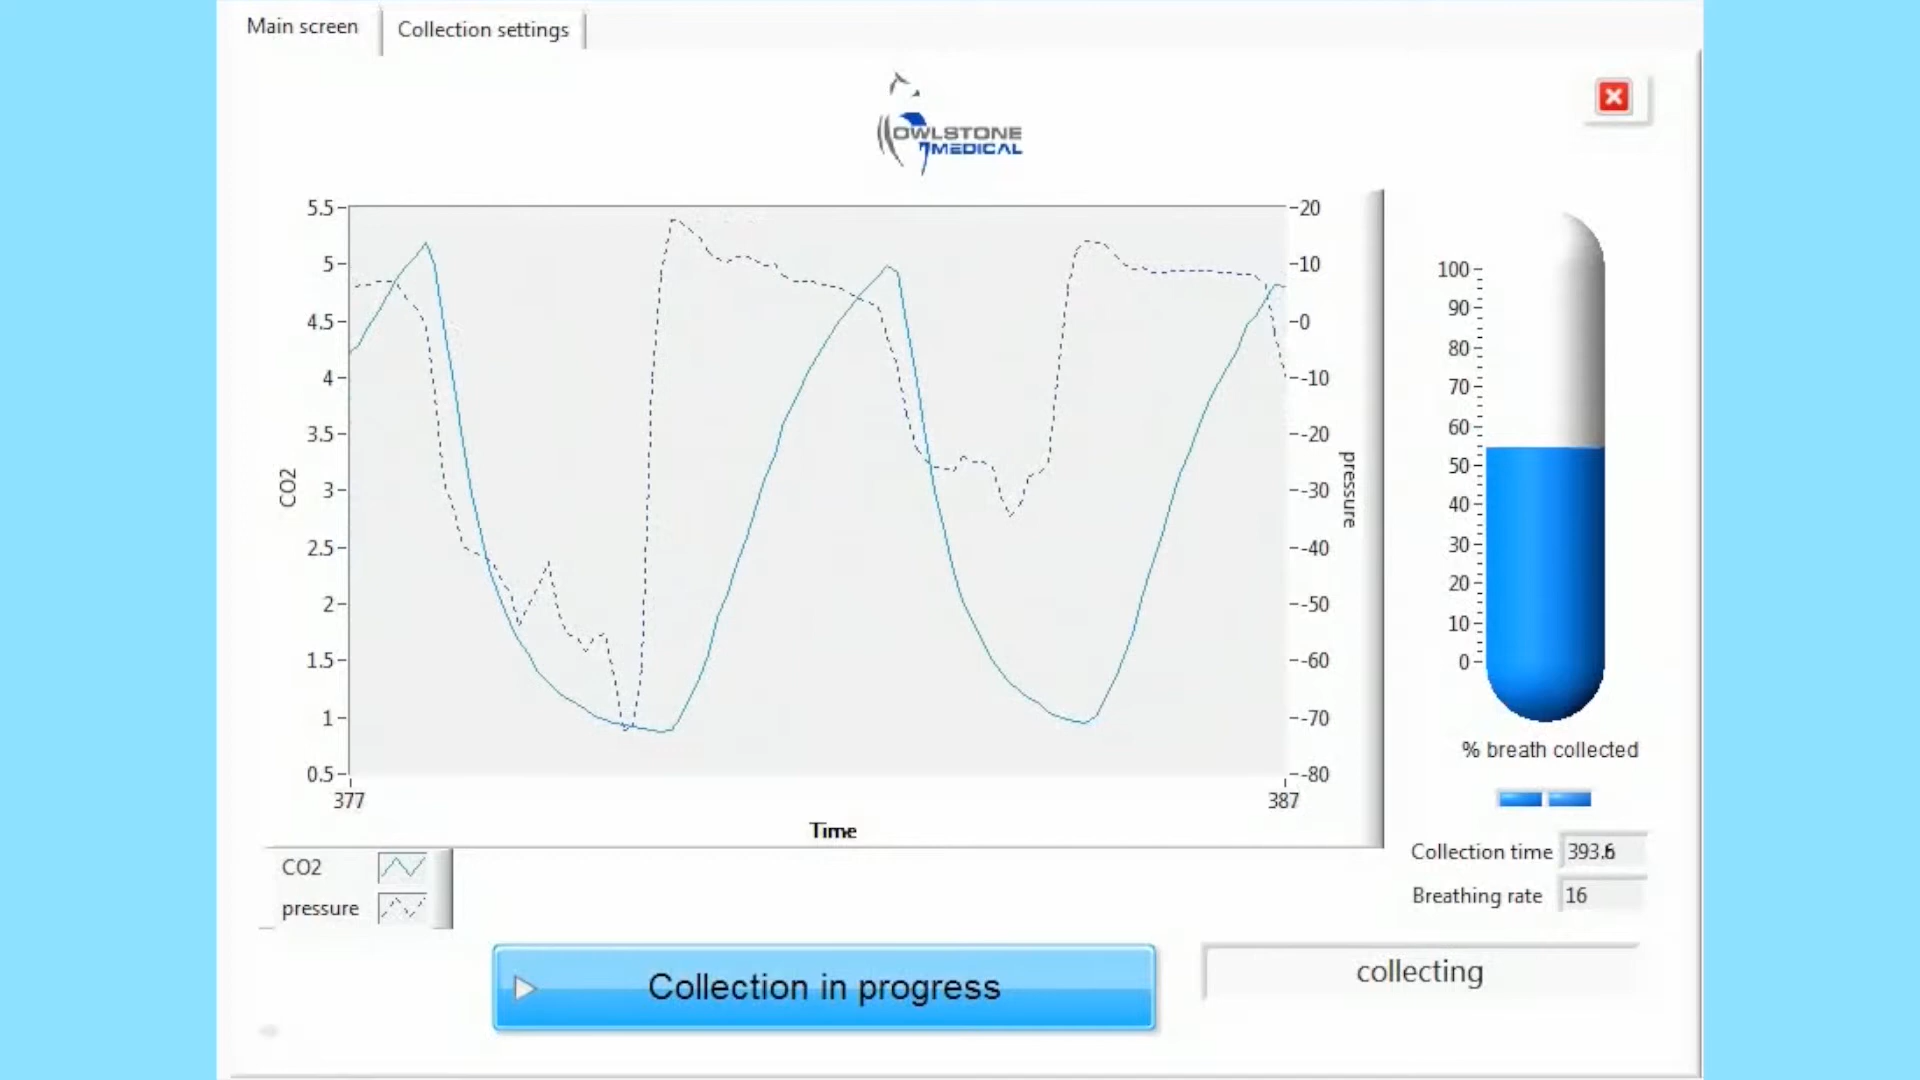 Main screen
Collection settings
OWLSTONE
MEDICAL
5.5
5
4.5
4
3.5
3
2.5
2
1.5
1
0.5
CO2
20
10
0
-10
-20
-30
-40
-50
-60
-70
-80
pressure
377
387
Time
100
90
80
70
60
50
40
30
20
10
0
% breath collected
Collection time 393.6
Breathing rate 16
CO2
pressure
Collection in progress
collecting